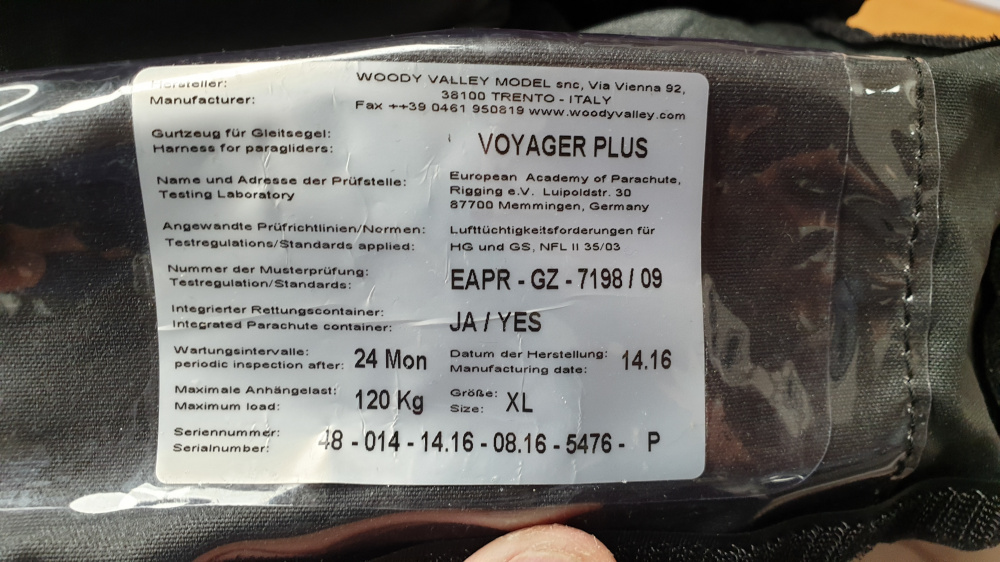 Hersteller:
Manufacturer:
WOODY VALLEY MODEL snc, Via Vienna 92,
38100 TRENTO - ITALY
Fax ++39 0461 950819 www.woodyvalley.com
Gurtzeug für Gleitsegel:
Harness for paragliders:
VOYAGER PLUS
Name und Adresse der Prüfstelle:
Testing Laboratory
European Academy of Parachute,
Rigging e.V. Luipoldstr. 30
87700 Memmingen, Germany
Angewandte Prüfrichtlinien/Normen:
Testregulations/Standards applied:
Lufttüchtigkeitsforderungen für
HG und GS, NFL II 35/03
Nummer der Musterprüfung:
Testregulation/Standards:
EAPR - GZ - 7198 / 09
Integrierter Rettungscontainer:
Integrated Parachute container:
JA / YES
Wartungsintervalle:
periodic inspection after:
24 Mon
Datum der Herstellung:
Manufacturing date:
14.16
Maximale Anhängelast:
Maximum load:
120 Kg
Größe:
Size:
XL
Seriennummer:
Serialnumber:
48 - 014 - 14.16 - 08.16 - 5476 - P